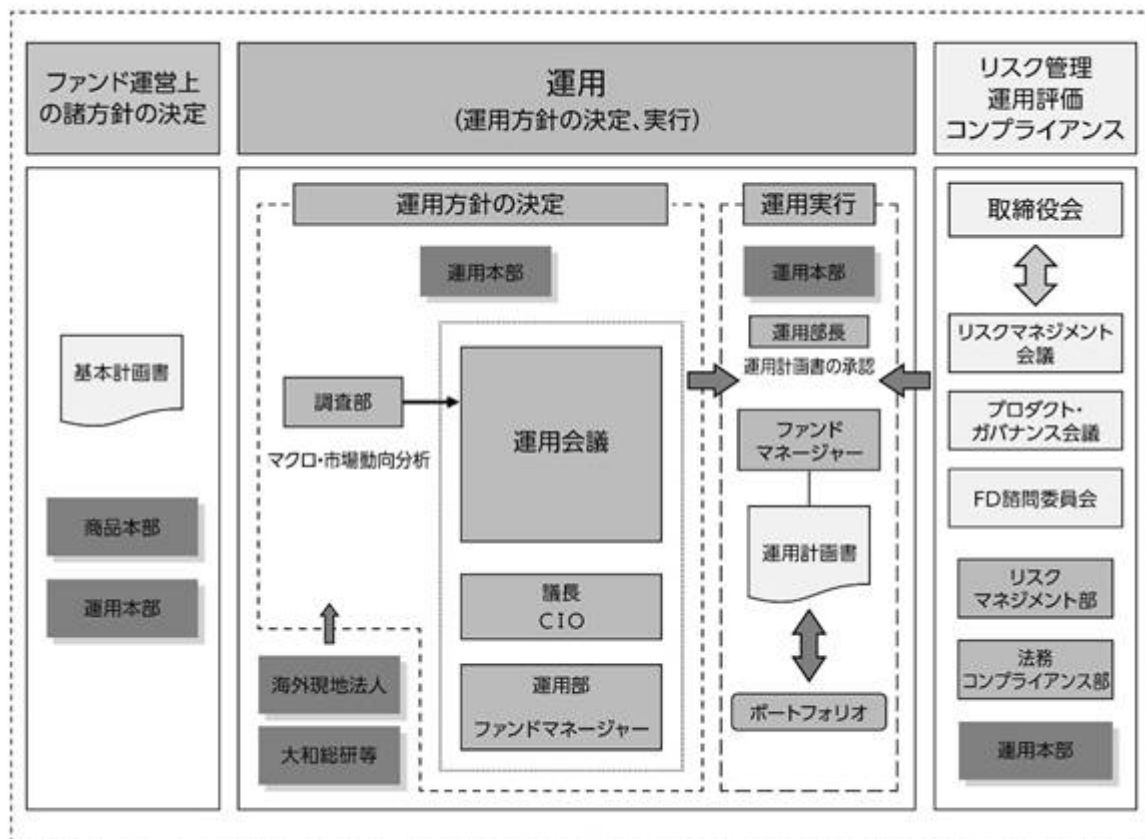 ファンド運営上
の諸方針の決定
運用
(運用方針の決定、実行)
リスク管理
運用評価
コンプライアンス
基本計画書
商品本部
運用本部
運用方針の決定
運用本部
調査部
マクロ・市場動向分析
運用会議
議長
CIO
運用部
ファンドマネージャー
海外現地法人
大和総研等
運用実行
運用本部
運用部長
運用計画書の承認
ファンド
マネージャー
運用計画書
ポートフォリオ
取締役会
リスクマネジメント
会議
プロダクト・
ガバナンス会議
FD諮問委員会
リスク
マネジメント部
法務
コンプライアンス部
運用本部